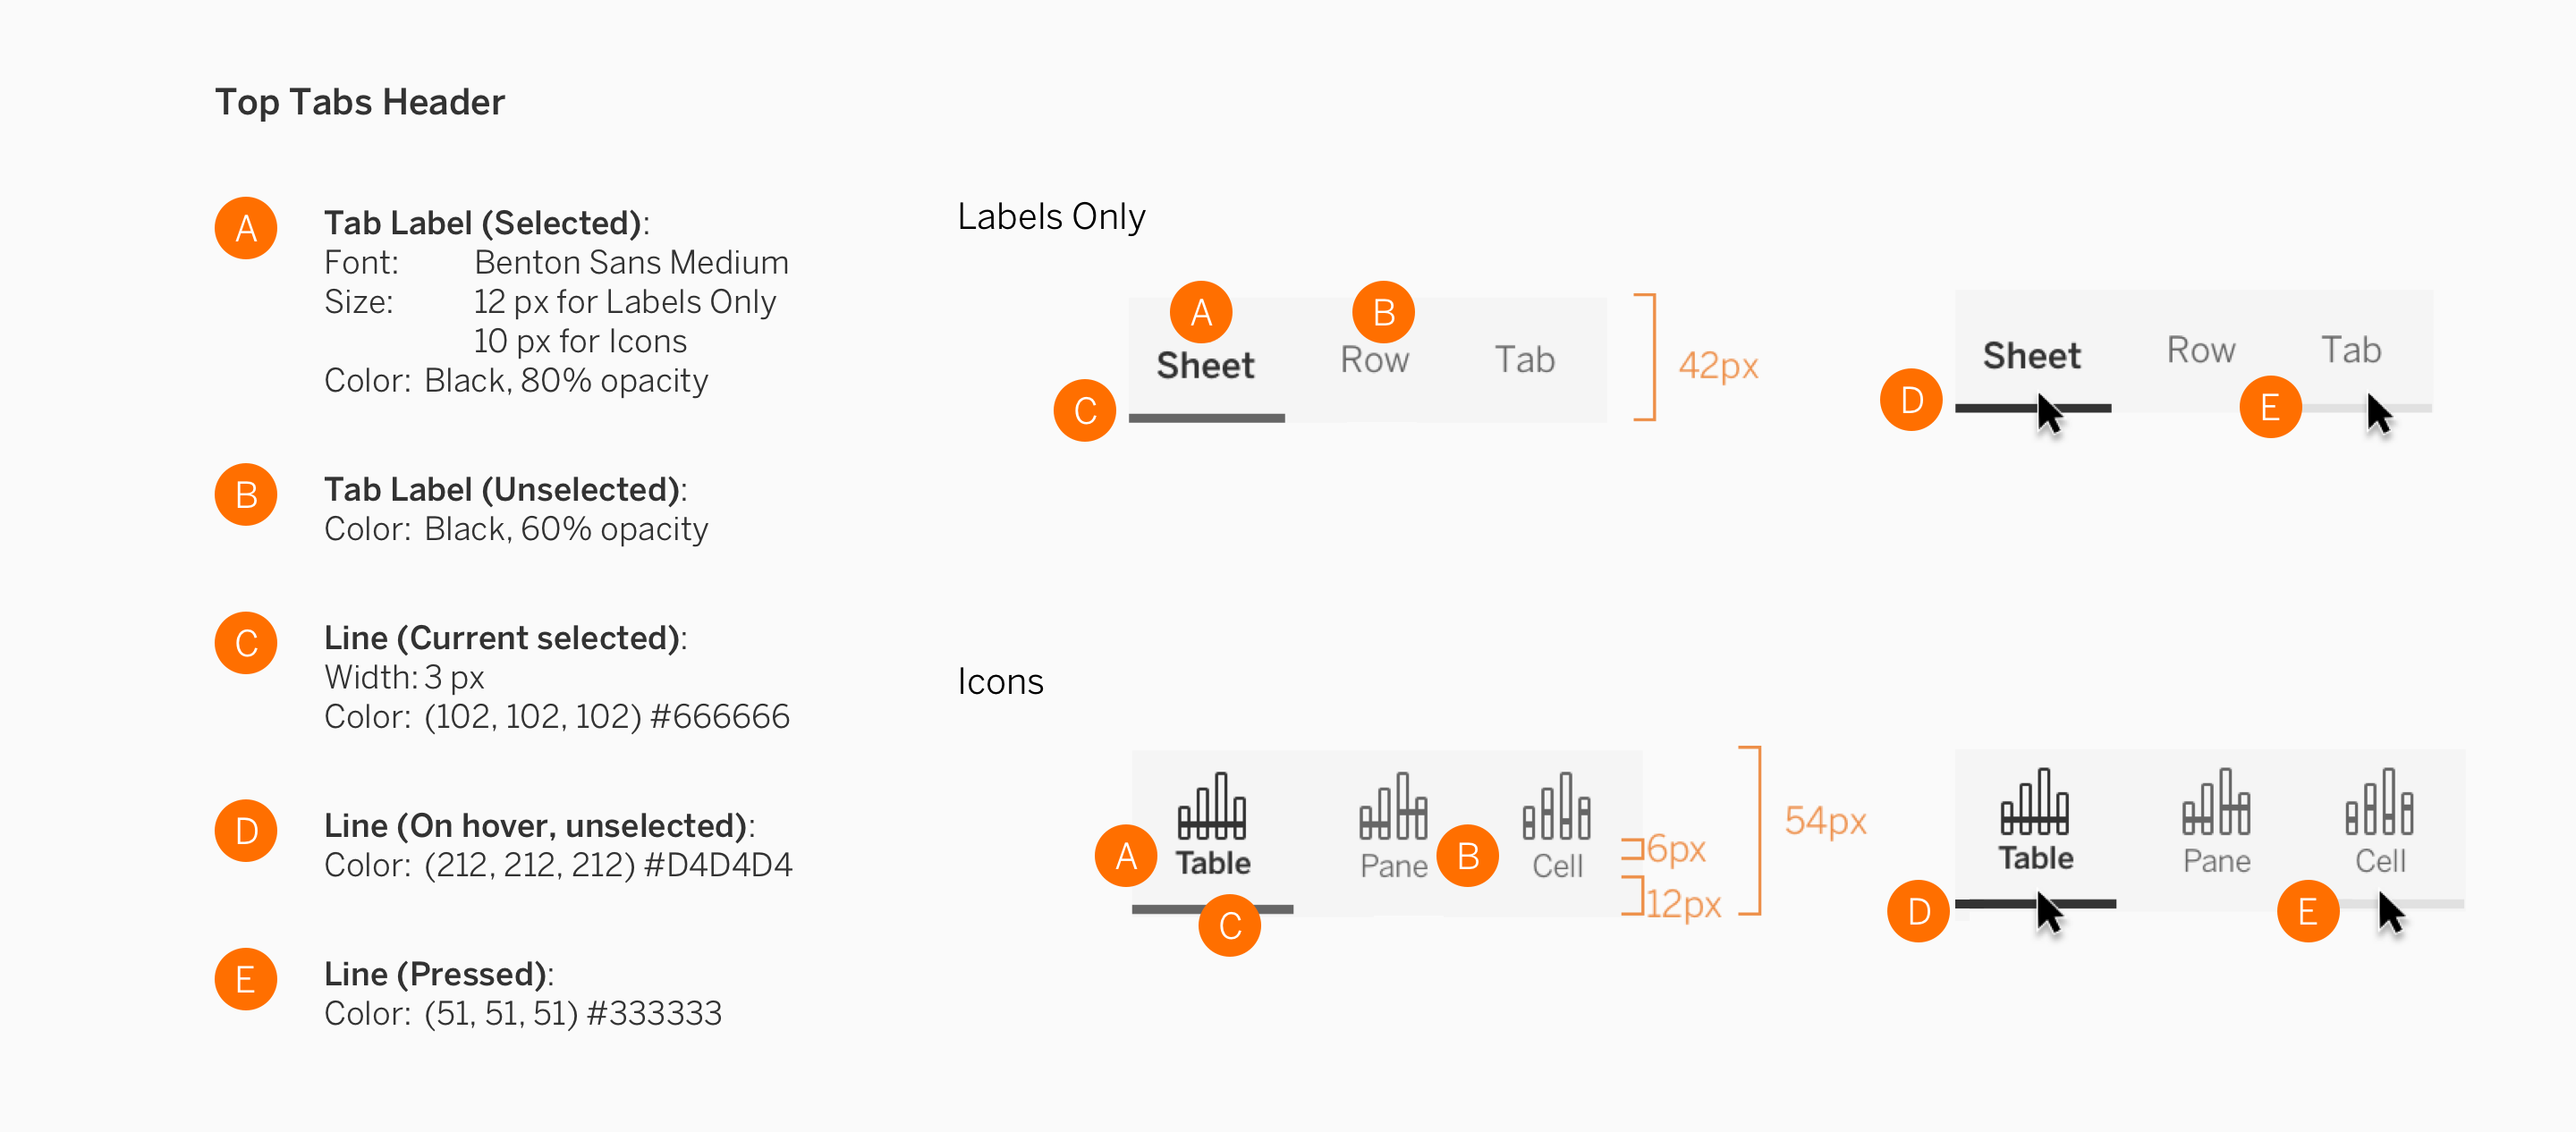 Top Tabs Header
A
Tab Label (Selected):
Font: Benton Sans Medium
Size: 12 px for Labels Only
10 px for Icons
Color: Black, 80% opacity
B
Tab Label (Unselected):
Color: Black, 60% opacity
C
Line (Current selected):
Width: 3 px
Color: (102, 102, 102) #666666
D
Line (On hover, unselected):
Color: (212, 212, 212) #D4D4D4
E
Line (Pressed):
Color: (51, 51, 51) #333333
Labels Only
A B
Sheet Row Tab
C
42px
Sheet Row Tab
D E
Icons
A Table Pane B Cell
C
6px
12px
54px
Table Pane Cell
D E